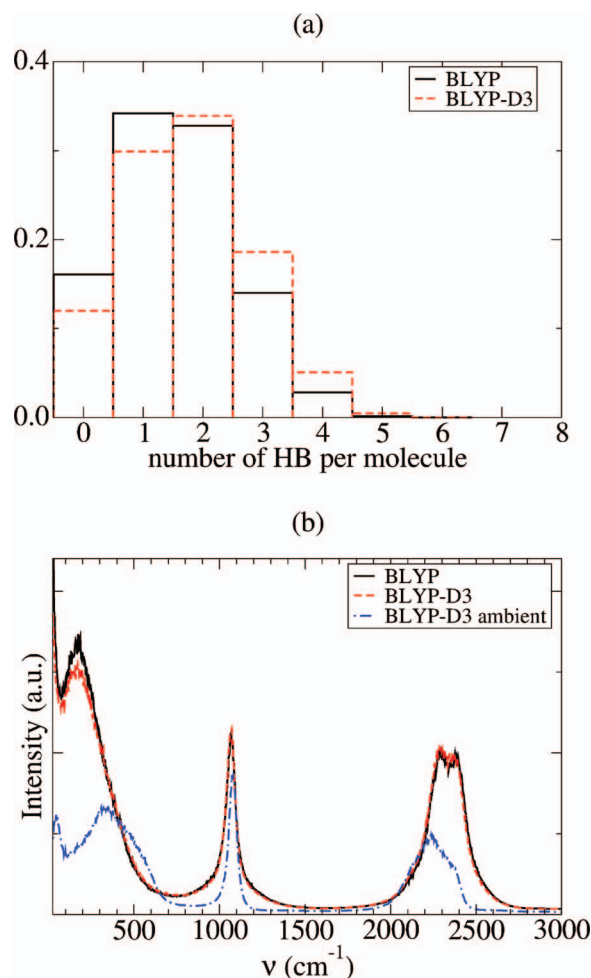 (a)
0.4
BLYP
BLYP-D3
0.2
0.0
0 1 2 3 4 5 6 7 8
number of HB per molecule
(b)
BLYP
BLYP-D3
BLYP-D3 ambient
Intensity (a.u.)
500 1000 1500 2000 2500 3000
ν (cm⁻¹)